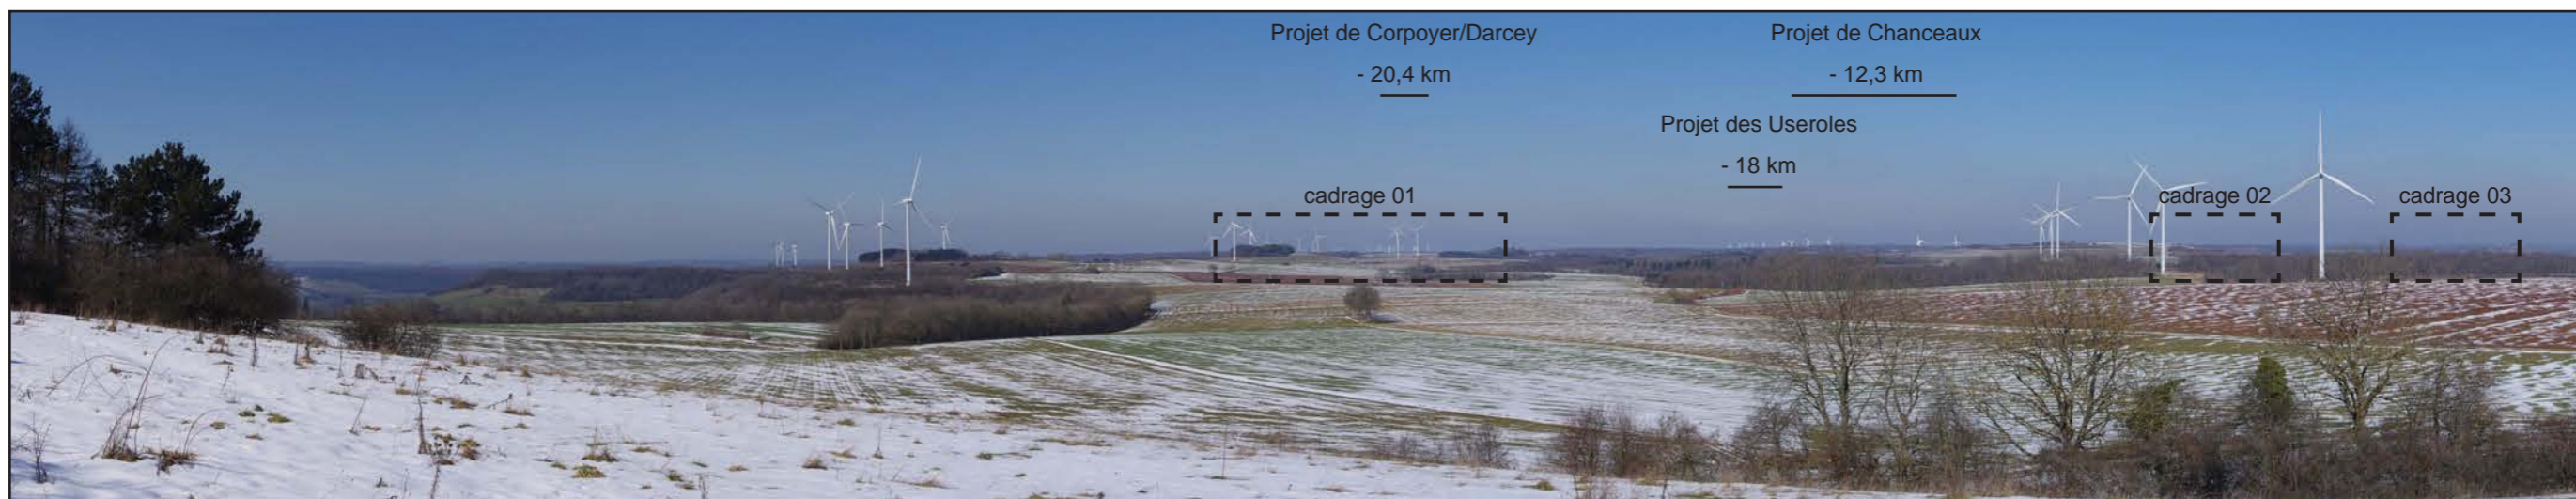 Projet de Corpoyer/Darcey
- 20,4 km
Projet de Chanceaux
- 12,3 km
Projet des Useroles
- 18 km
cadrage 01
cadrage 02
cadrage 03